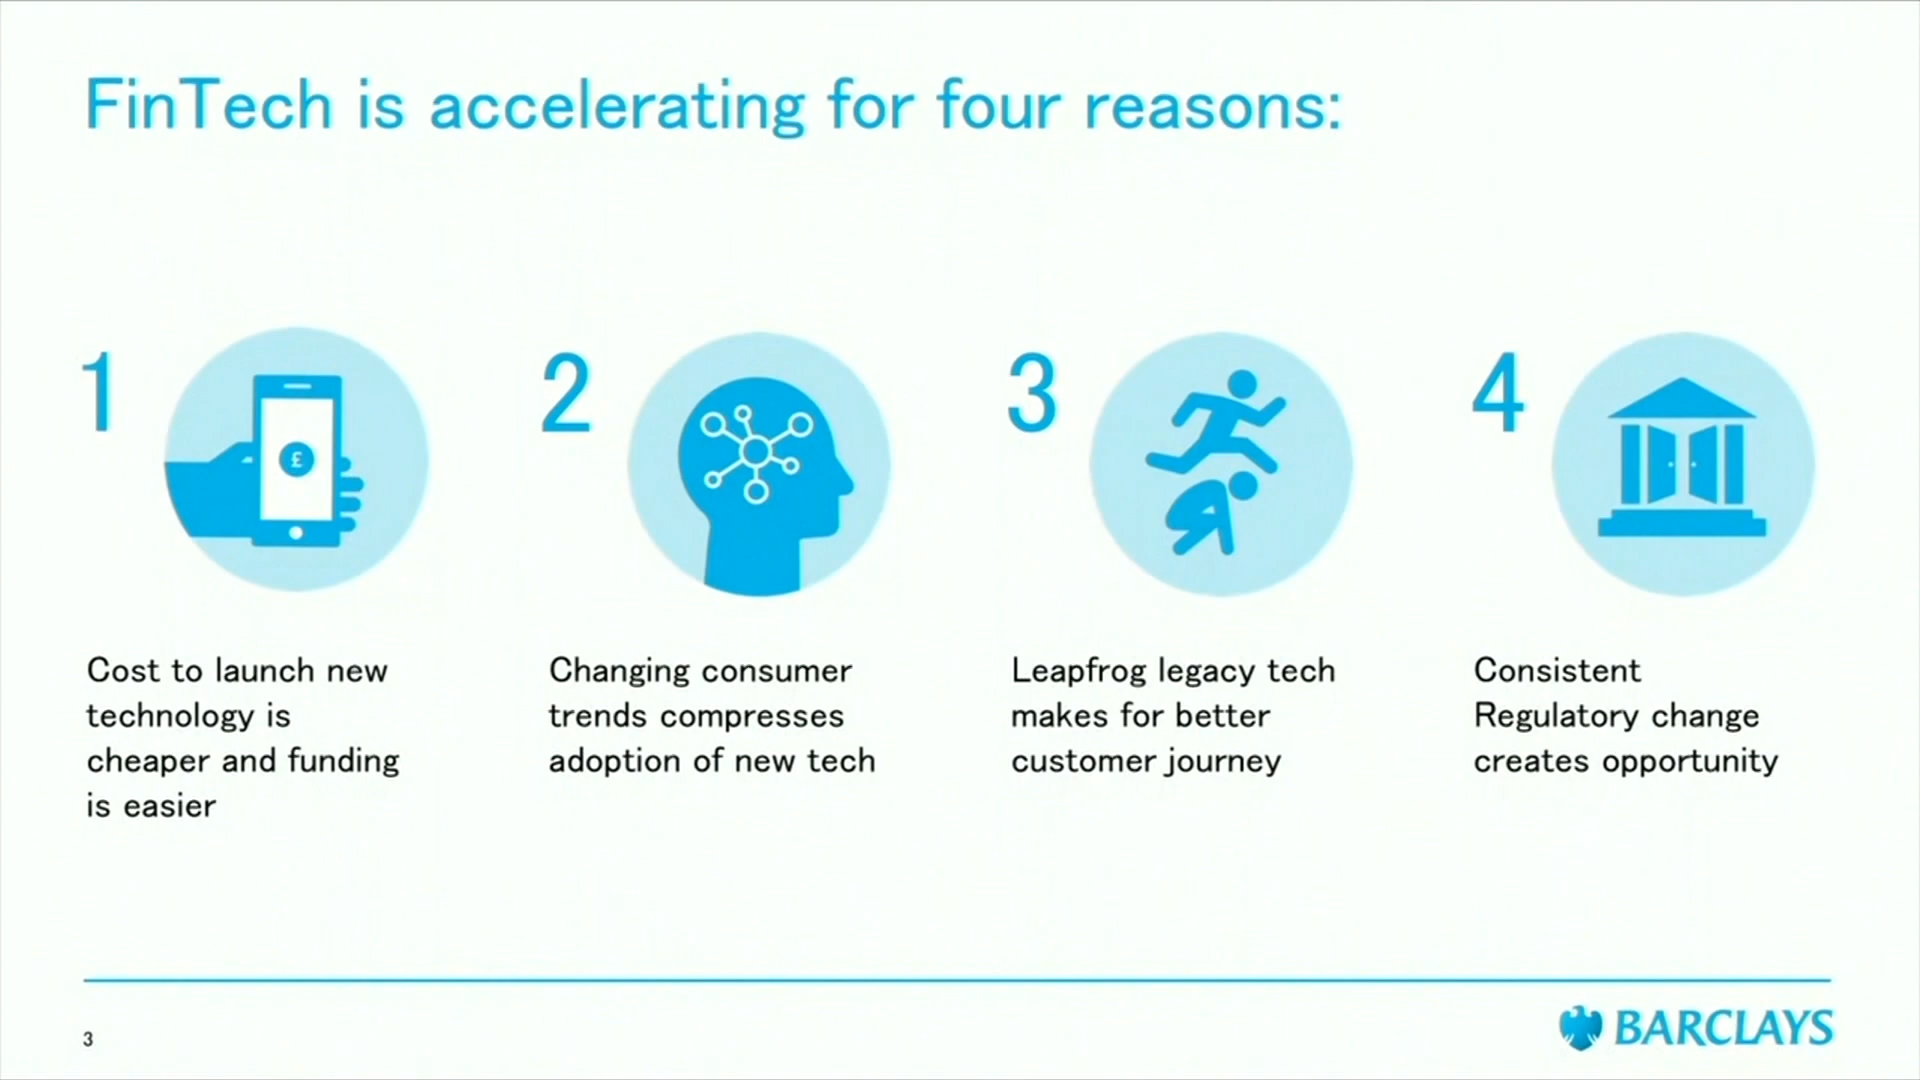 FinTech is accelerating for four reasons:
1
£
2
3
4
Cost to launch new
technology is
cheaper and funding
is easier
Changing consumer
trends compresses
adoption of new tech
Leapfrog legacy tech
makes for better
customer journey
Consistent
Regulatory change
creates opportunity
3
BARCLAYS